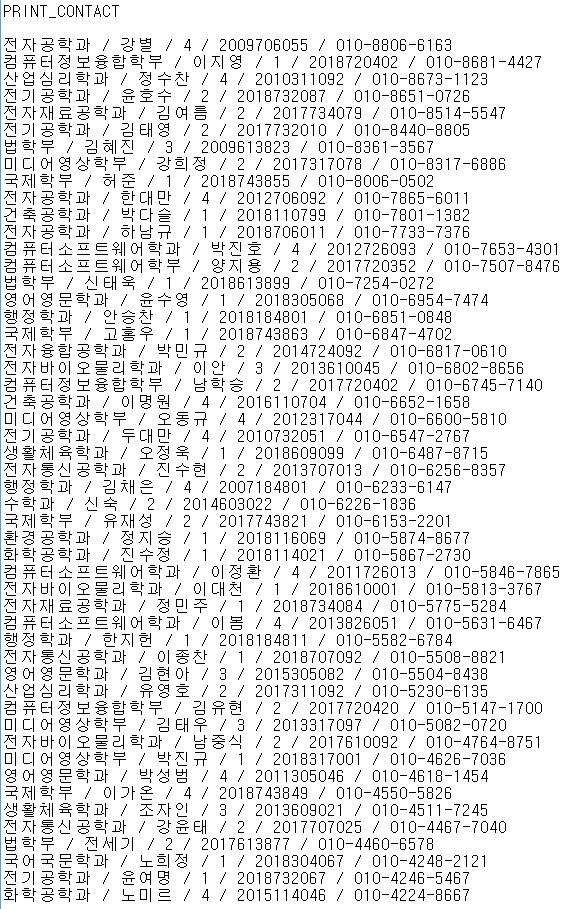 PRINT_CONTACT
전자공학과 / 강별 / 4 / 2009706055 / 010-8806-6163
컴퓨터정보융합학부 / 이지영 / 1 / 2018720402 / 010-8681-4427
산업심리학과 / 정수찬 / 4 / 2010311092 / 010-8673-1123
전기공학과 / 윤호수 / 2 / 2018732087 / 010-8651-0726
전자재료공학과 / 김여름 / 2 / 2017734079 / 010-8514-5547
전기공학과 / 김태영 / 2 / 2017732010 / 010-8440-8805
법학부 / 김혜진 / 3 / 2009613823 / 010-8361-3567
미디어영상학부 / 강희정 / 2 / 2017317078 / 010-8317-6886
국제학부 / 허준 / 1 / 2018743855 / 010-8006-0502
전자공학과 / 한대만 / 4 / 2012706092 / 010-7865-6011
건축공학과 / 박다슬 / 1 / 2018110799 / 010-7801-1382
전자공학과 / 하남규 / 1 / 2018706011 / 010-7733-7376
컴퓨터소프트웨어학과 / 박진호 / 4 / 2012726093 / 010-7653-4301
컴퓨터소프트웨어학부 / 양지용 / 2 / 2017720352 / 010-7507-8476
법학부 / 신태욱 / 1 / 2018613899 / 010-7254-0272
영어영문학과 / 윤수영 / 1 / 2018305068 / 010-6954-7474
행정학과 / 안승찬 / 1 / 2018184801 / 010-6851-0848
국제학부 / 고홍우 / 1 / 2018743863 / 010-6847-4702
전자융합공학과 / 박민규 / 2 / 2014724092 / 010-6817-0610
전자바이오물리학과 / 이안 / 3 / 2013610045 / 010-6802-8656
컴퓨터정보융합학부 / 남학승 / 2 / 2017720402 / 010-6745-7140
건축공학과 / 이명원 / 4 / 2016110704 / 010-6652-1658
미디어영상학부 / 오동규 / 4 / 2012317044 / 010-6600-5810
전기공학과 / 두대만 / 4 / 2010732051 / 010-6547-2767
생활체육학과 / 오정욱 / 1 / 2018609099 / 010-6487-8715
전자통신공학과 / 진수현 / 2 / 2013707013 / 010-6256-8357
행정학과 / 김채은 / 4 / 2007184801 / 010-6233-6147
수학과 / 신숙 / 2 / 2014603022 / 010-6226-1836
국제학부 / 유재성 / 2 / 2017743821 / 010-6153-2201
환경공학과 / 정지승 / 1 / 2018116069 / 010-5874-8677
화학공학과 / 진수정 / 1 / 2018114021 / 010-5867-2730
컴퓨터소프트웨어학과 / 이정환 / 4 / 2011726013 / 010-5846-7865
전자바이오물리학과 / 이대천 / 1 / 2018610001 / 010-5813-3767
전자재료공학과 / 정민주 / 1 / 2018734084 / 010-5775-5284
컴퓨터소프트웨어학과 / 이봄 / 4 / 2013826051 / 010-5631-6467
행정학과 / 한지헌 / 1 / 2018184811 / 010-5582-6784
전자통신공학과 / 이종찬 / 1 / 2018707092 / 010-5508-8821
영어영문학과 / 김현아 / 3 / 2015305082 / 010-5504-8438
산업심리학과 / 유영호 / 2 / 2017311092 / 010-5230-6135
컴퓨터정보융합학부 / 김유현 / 2 / 2017720420 / 010-5147-1700
미디어영상학부 / 김태우 / 3 / 2013317097 / 010-5082-0720
전자바이오물리학과 / 남중식 / 2 / 2017610092 / 010-4764-8751
미디어영상학부 / 박진규 / 1 / 2018317001 / 010-4626-7036
영어영문학과 / 박성범 / 4 / 2011305046 / 010-4618-1454
국제학부 / 이가온 / 4 / 2018743849 / 010-4550-5826
생활체육학과 / 조자인 / 3 / 2013609021 / 010-4511-7245
전자통신공학과 / 강윤태 / 2 / 2017707025 / 010-4467-7040
법학부 / 전세기 / 2 / 2017613877 / 010-4460-6578
국어국문학과 / 노희정 / 1 / 2018304067 / 010-4248-2121
전기공학과 / 윤여명 / 1 / 2018732067 / 010-4246-5467
화학공학과 / 노미르 / 4 / 2015114046 / 010-4224-8667